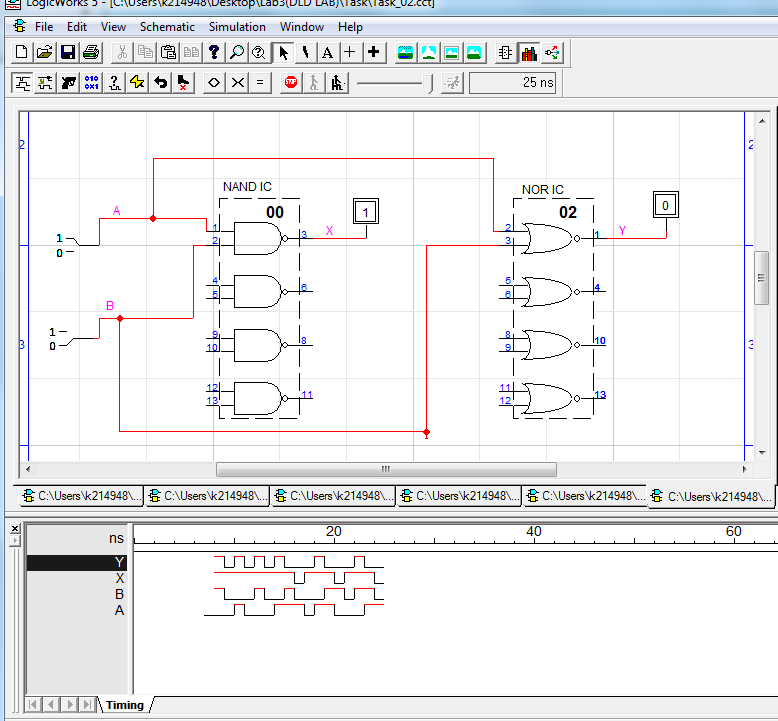 LogicWorks 5 - [C:\Users\k214948\Desktop\Lab3(DLD LAB)\Task\Task_02.cct]
File Edit View Schematic Simulation Window Help
A
25 ns
2
2
NAND IC
NOR IC
00
02
A
X
1
Y
0
1
0
1
2
3
2
3
1
B
4
5
6
5
6
4
1
0
3
9
10
8
8
9
10
3
12
13
11
11
12
13
C:\Users\k214948\... C:\Users\k214948\... C:\Users\k214948\... C:\Users\k214948\... C:\Users\k214948\... C:\Users\k214948\...
ns
20 40 60
Y
X
B
A
Timing